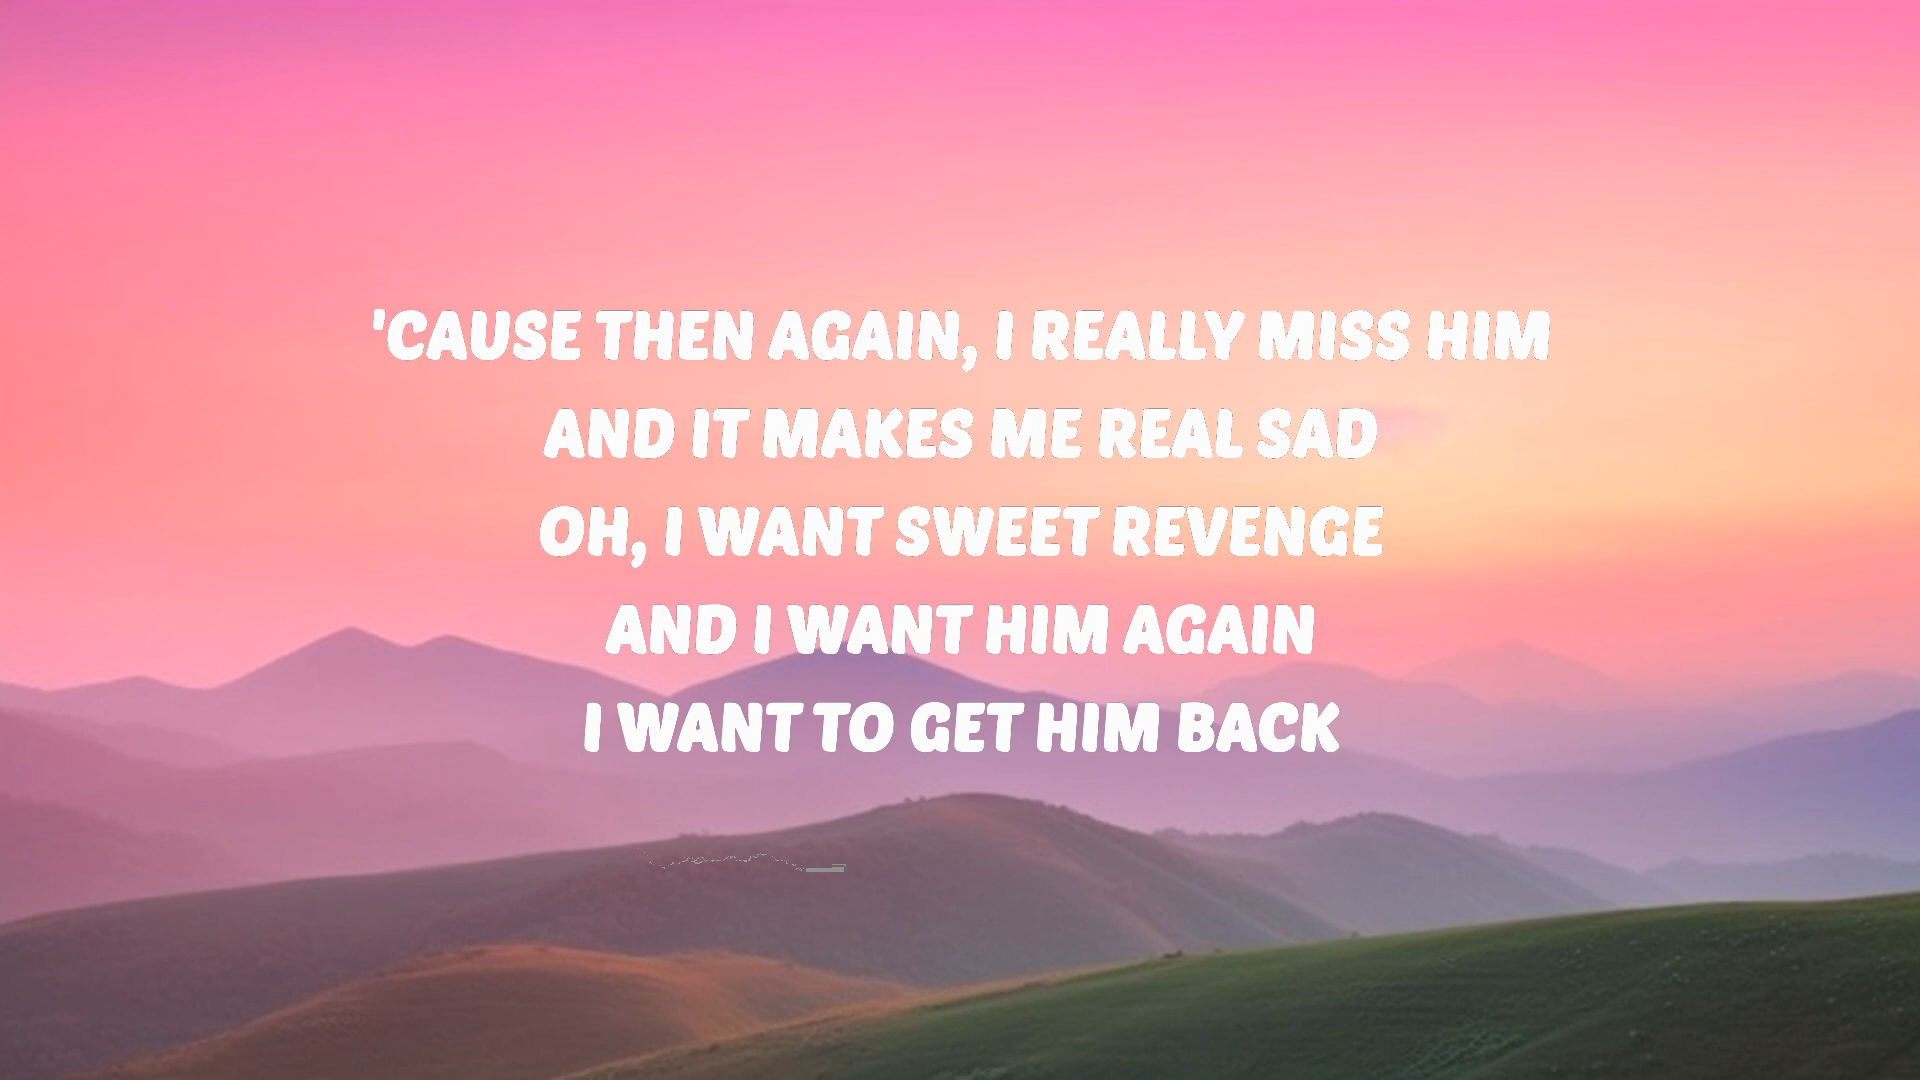 'CAUSE THEN AGAIN, I REALLY MISS HIM
AND IT MAKES ME REAL SAD
OH, I WANT SWEET REVENGE
AND I WANT HIM AGAIN
I WANT TO GET HIM BACK